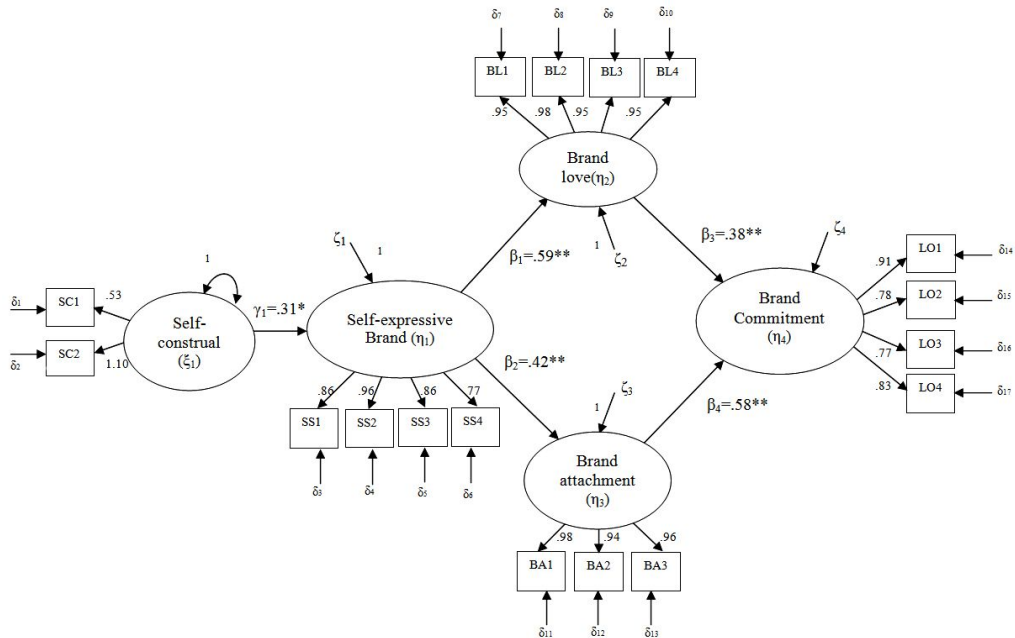 δ7 δ8 δ9 δ10
BL1 BL2 BL3 BL4
.95 .98 .95 .95
Brand
love(η2)
ζ1
1
β1=.59**
1
ζ2
β3=.38**
ζ4
1
γ1=.31*
δ1
SC1
.53
δ2
SC2
1.10
Self-
construal
(ξ1)
Self-expressive
Brand (η1)
Brand
Commitment
(η4)
.91
LO1
δ14
.78
LO2
δ15
.77
LO3
δ16
.83
LO4
δ17
β2=.42**
ζ3
1
β4=.58**
.86 .96 .86 .77
SS1 SS2 SS3 SS4
δ3 δ4 δ5 δ6
Brand
attachment
(η3)
.98 .94 .96
BA1 BA2 BA3
δ11 δ12 δ13